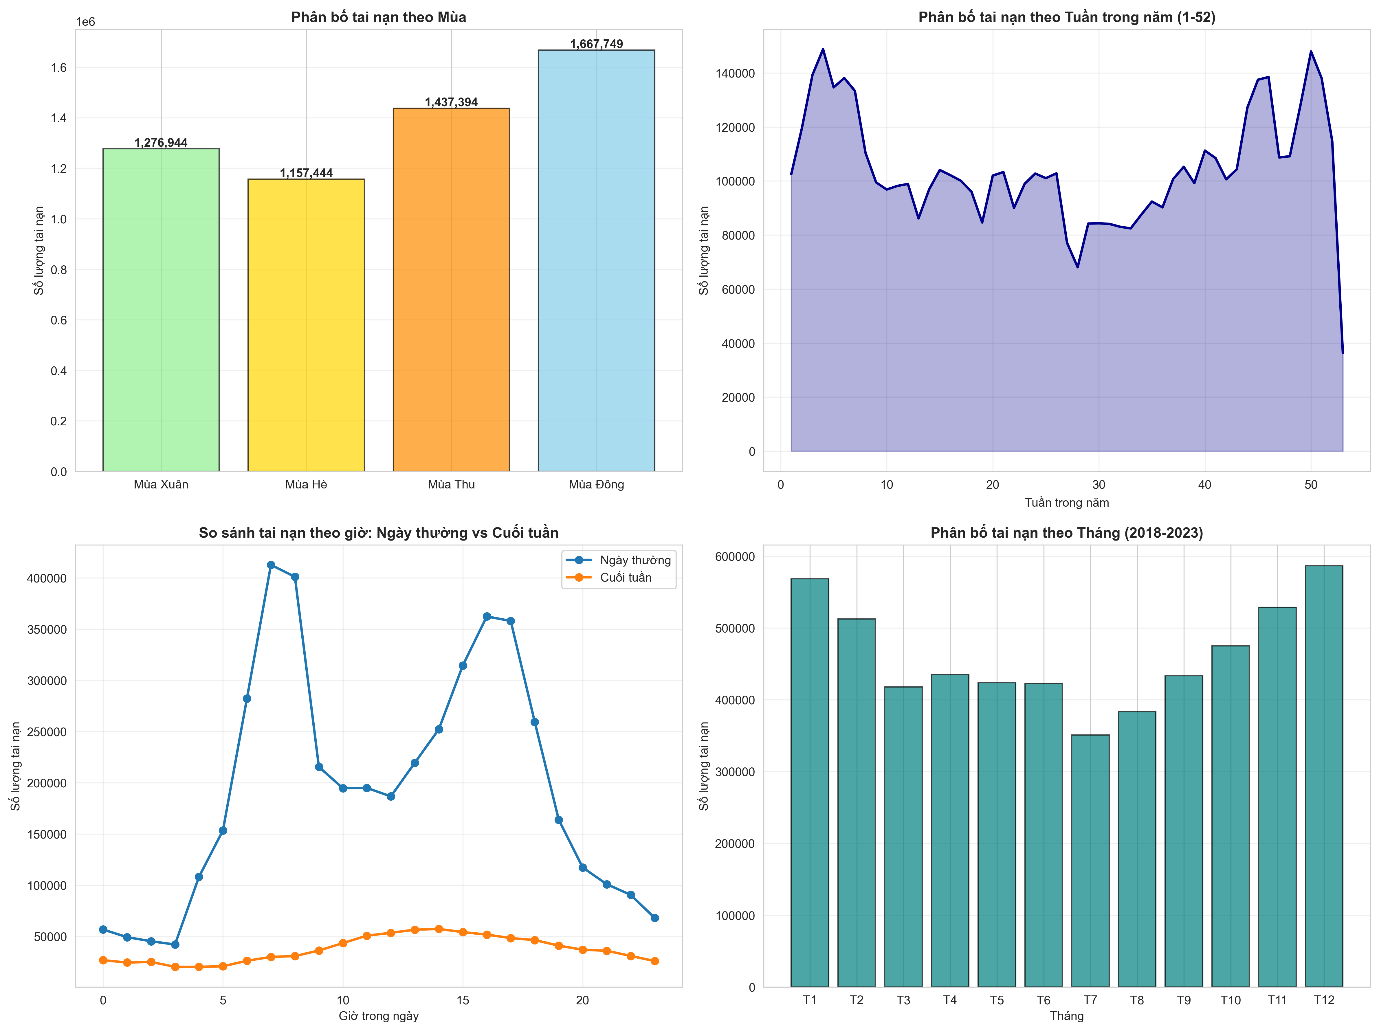 Phân bố tai nạn theo Mùa
1e6
1.6
1.4
1.2
1.0
0.8
0.6
0.4
0.2
0.0
Số lượng tai nạn
1,276,944
1,157,444
1,437,394
1,667,749
Mùa Xuân
Mùa Hè
Mùa Thu
Mùa Đông
Phân bố tai nạn theo Tuần trong năm (1-52)
140000
120000
100000
80000
60000
40000
20000
0
Số lượng tai nạn
0
10
20
30
40
50
Tuần trong năm
So sánh tai nạn theo giờ: Ngày thường vs Cuối tuần
Ngày thường
Cuối tuần
400000
350000
300000
250000
200000
150000
100000
50000
Số lượng tai nạn
0
5
10
15
20
Giờ trong ngày
Phân bố tai nạn theo Tháng (2018-2023)
600000
500000
400000
300000
200000
100000
0
Số lượng tai nạn
T1
T2
T3
T4
T5
T6
T7
T8
T9
T10
T11
T12
Tháng